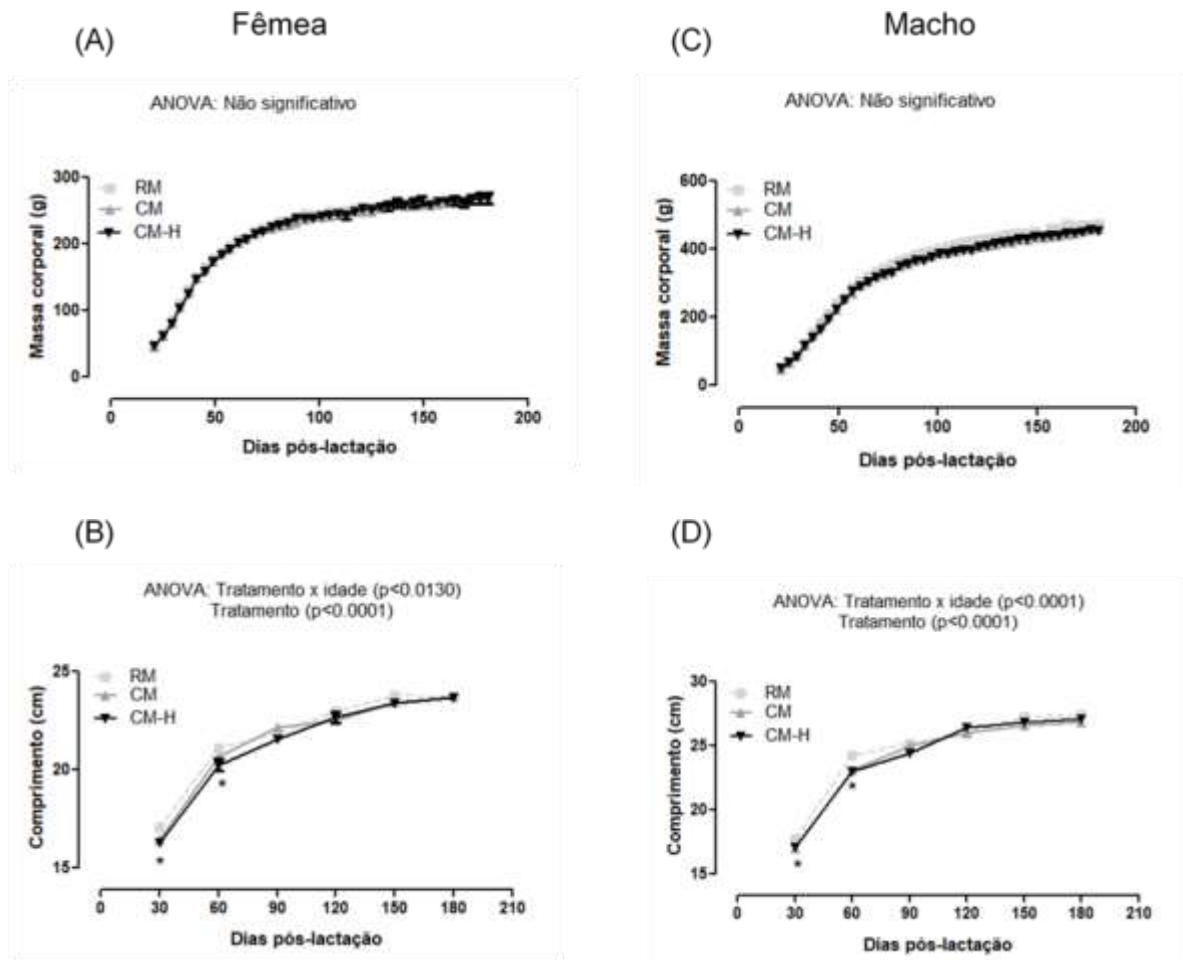 Fêmea
(A)
ANOVA: Não significativo
Massa corporal (g)
300
200
100
0
RM
CM
CM-H
0 50 100 150 200
Dias pós-lactação
Macho
(C)
ANOVA: Não significativo
Massa corporal (g)
600
400
200
0
RM
CM
CM-H
0 50 100 150 200
Dias pós-lactação
(B)
ANOVA: Tratamento x idade (p<0.0130)
Tratamento (p<0.0001)
Comprimento (cm)
25
20
15
RM
CM
CM-H
*
*
0 30 60 90 120 150 180 210
Dias pós-lactação
(D)
ANOVA: Tratamento x idade (p<0.0001)
Tratamento (p<0.0001)
Comprimento (cm)
30
25
20
15
RM
CM
CM-H
*
*
0 30 60 90 120 150 180 210
Dias pós-lactação